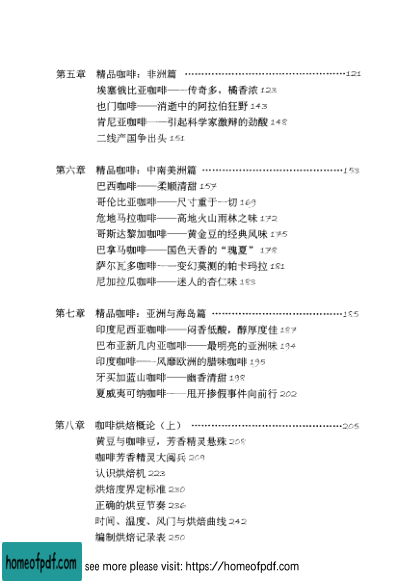 第五章 精品咖啡：非洲篇 ……………………………………121
埃塞俄比亚咖啡——传奇多，橘香浓 123
也门咖啡——消逝中的阿拉伯狂野 143
肯尼亚咖啡——引起科学家激辩的劲酸 148
二线产国争出头 151
第六章 精品咖啡：中南美洲篇 ……………………………………153
巴西咖啡——柔顺清甜 157
哥伦比亚咖啡——尺寸重于一切 169
危地马拉咖啡——高地火山雨林之味 172
哥斯达黎加咖啡——黄金豆的经典风味 175
巴拿马咖啡——国色天香的“瑰夏” 178
萨尔瓦多咖啡——变幻莫测的帕卡玛拉 181
尼加拉瓜咖啡——迷人的杏仁味 183
第七章 精品咖啡：亚洲与海岛篇 ……………………………………185
印度尼西亚咖啡——闷香低酸，醇厚度佳 187
巴布亚新几内亚咖啡——最明亮的亚洲味 194
印度咖啡——风靡欧洲的腊味咖啡 195
牙买加蓝山咖啡——幽香清甜 198
夏威夷可纳咖啡——甩开掺假事件向前行 202
第八章 咖啡烘焙概论（上） ……………………………………205
黄豆与咖啡豆，芳香精灵悬殊 208
咖啡芳香精灵大阅兵 209
认识烘焙机 223
烘焙度界定标准 230
正确的烘豆节奏 236
时间、温度、风门与烘焙曲线 242
编制烘焙记录表 250
homeofpdf.com see more please visit: https://homeofpdf.com